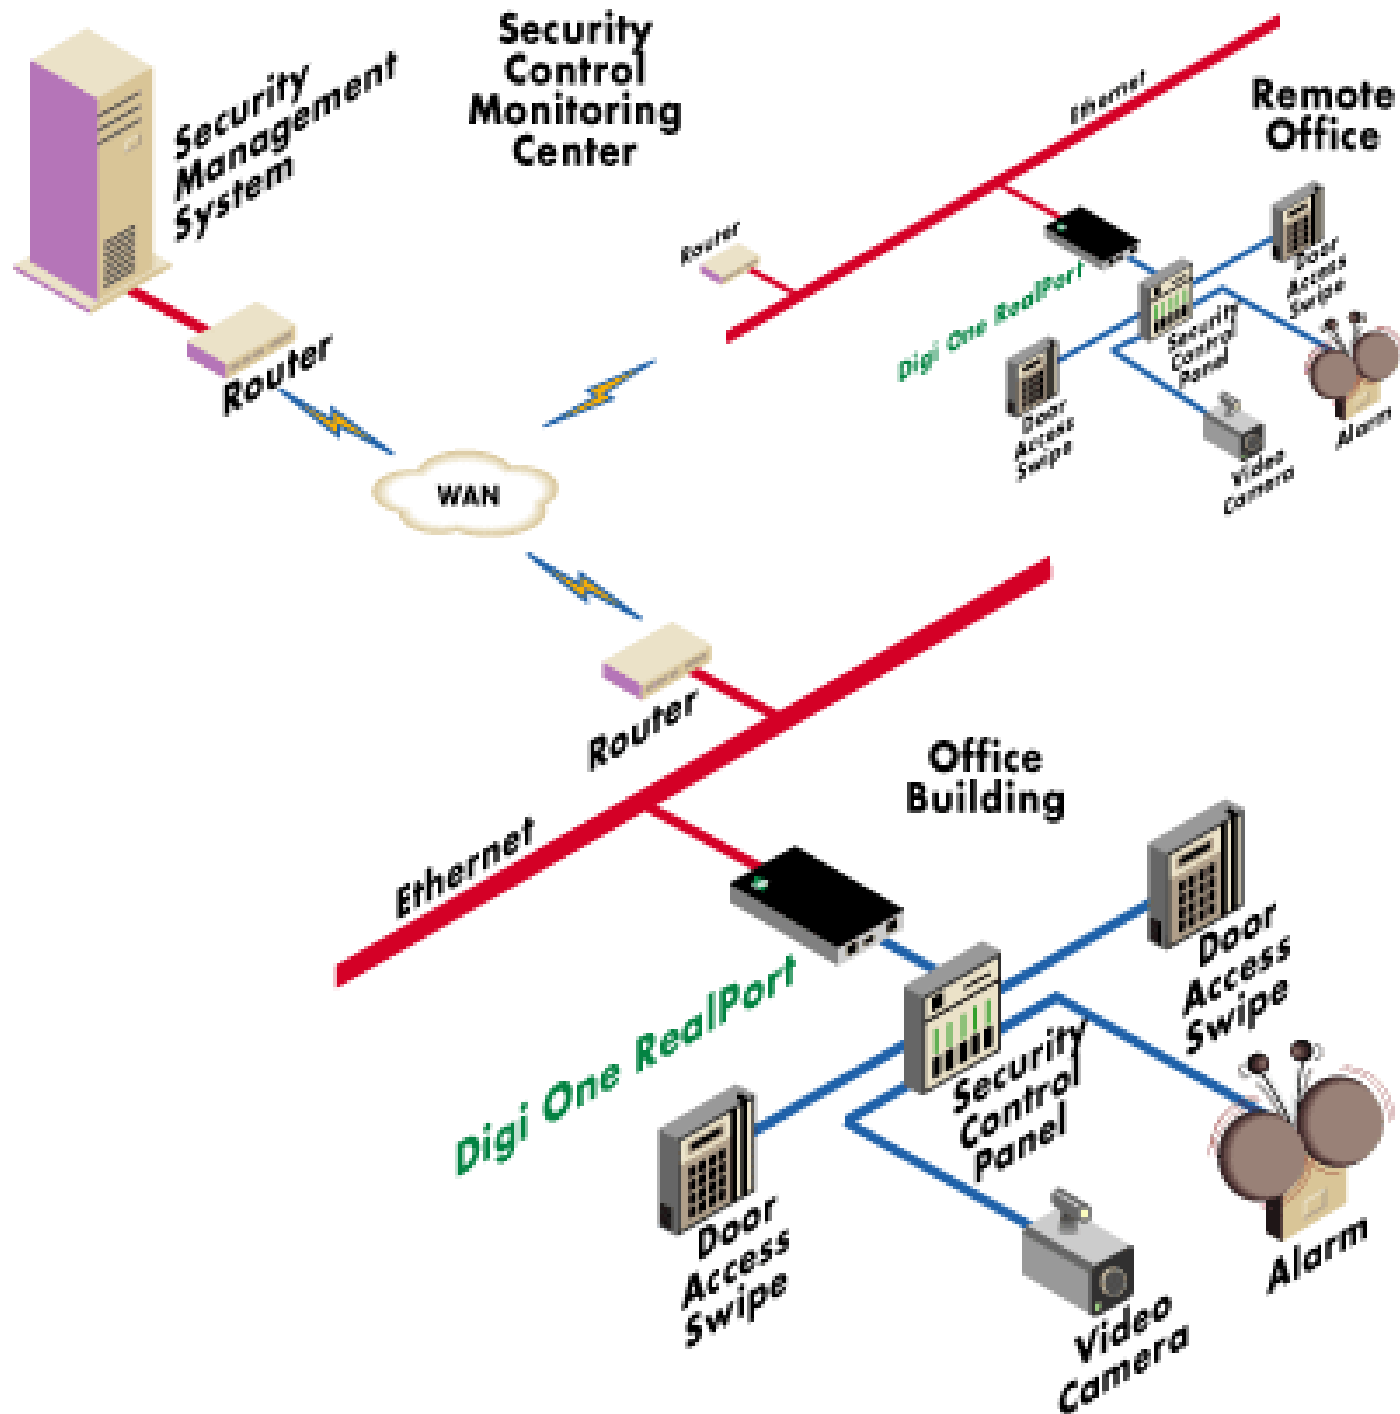 Security
Management
System
Security
Control
Monitoring
Center
Ethernet
Remote
Office
Router
Router
Digi One RealPort
Door
Access
Swipe
Security
Control
Panel
Door
Access
Swipe
Alarm
Video
Camera
WAN
Router
Office
Building
Ethernet
Digi One RealPort
Door
Access
Swipe
Security
Control
Panel
Door
Access
Swipe
Alarm
Video
Camera